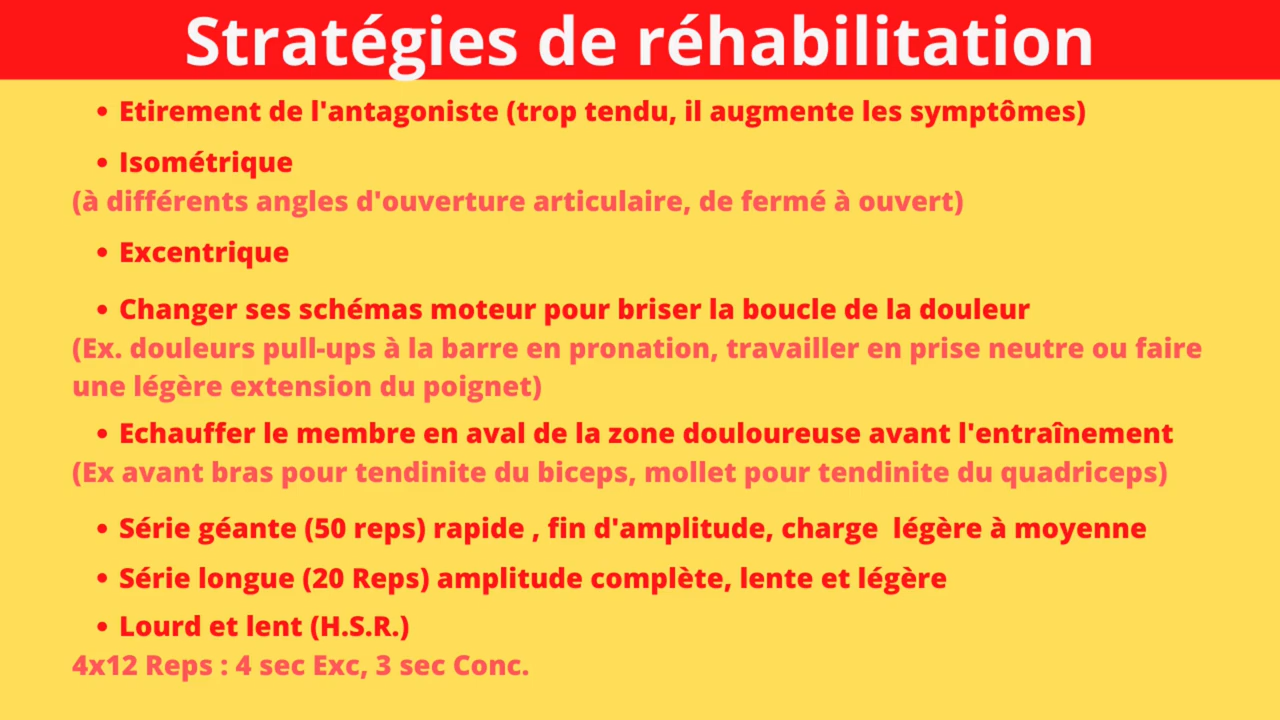 Stratégies de réhabilitation
• Etirement de l'antagoniste (trop tendu, il augmente les symptômes)
• Isométrique
(à différents angles d'ouverture articulaire, de fermé à ouvert)
• Excentrique
• Changer ses schémas moteur pour briser la boucle de la douleur
(Ex. douleurs pull-ups à la barre en pronation, travailler en prise neutre ou faire
une légère extension du poignet)
• Echauffer le membre en aval de la zone douloureuse avant l'entraînement
(Ex avant bras pour tendinite du biceps, mollet pour tendinite du quadriceps)
• Série géante (50 reps) rapide , fin d'amplitude, charge  légère à moyenne
• Série longue (20 Reps) amplitude complète, lente et légère
• Lourd et lent (H.S.R.)
4x12 Reps : 4 sec Exc, 3 sec Conc.